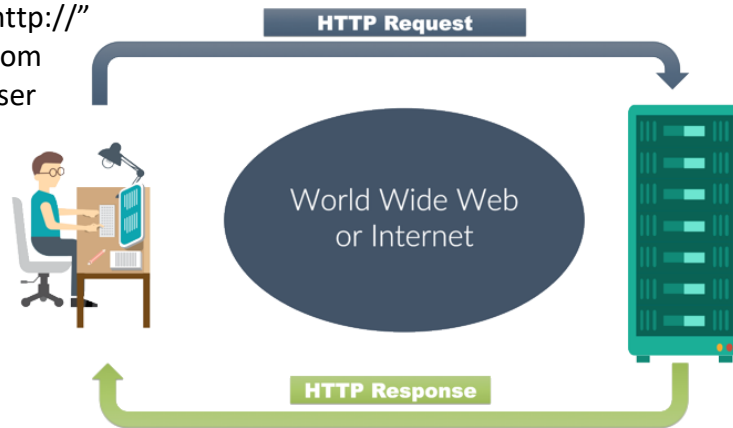 ttp://”
om
ser
HTTP Request
World Wide Web
or Internet
HTTP Response